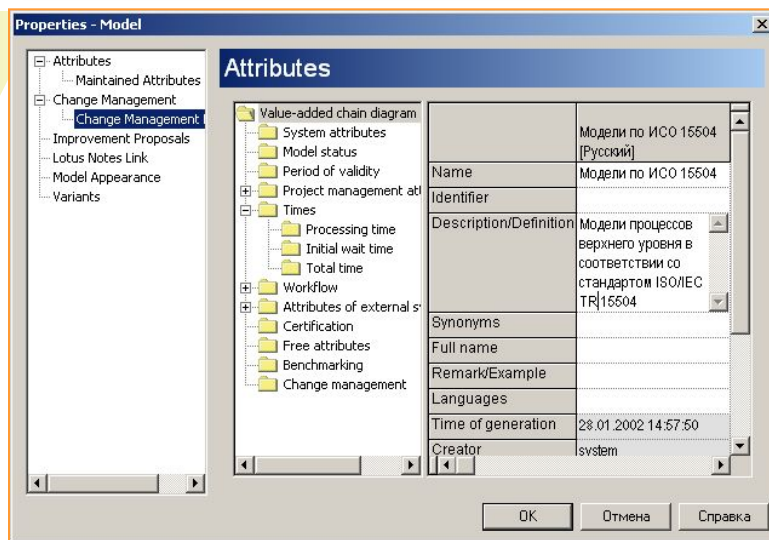 Properties - Model
Attributes
Maintained Attributes
Change Management
Change Management
Improvement Proposals
Lotus Notes Link
Model Appearance
Variants
Attributes
Value-added chain diagram
System attributes
Model status
Period of validity
Project management att
Times
Processing time
Initial wait time
Total time
Workflow
Attributes of external s
Certification
Free attributes
Benchmarking
Change management
Модели по ИСО 15504
[Русский]
Name Модели по ИСО 15504
Identifier
Description/Definition Модели процессов
верхнего уровня в
соответствии со
стандартом ISO/IEC
TR 15504
Synonyms
Full name
Remark/Example
Languages
Time of generation 28.01.2002 14:57:50
Creator system
OK Отмена Справка